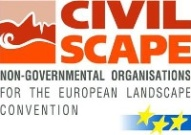 CIVIL
SCAPE
NON-GOVERNMENTAL ORGANISATIONS
FOR THE EUROPEAN LANDSCAPE
CONVENTION